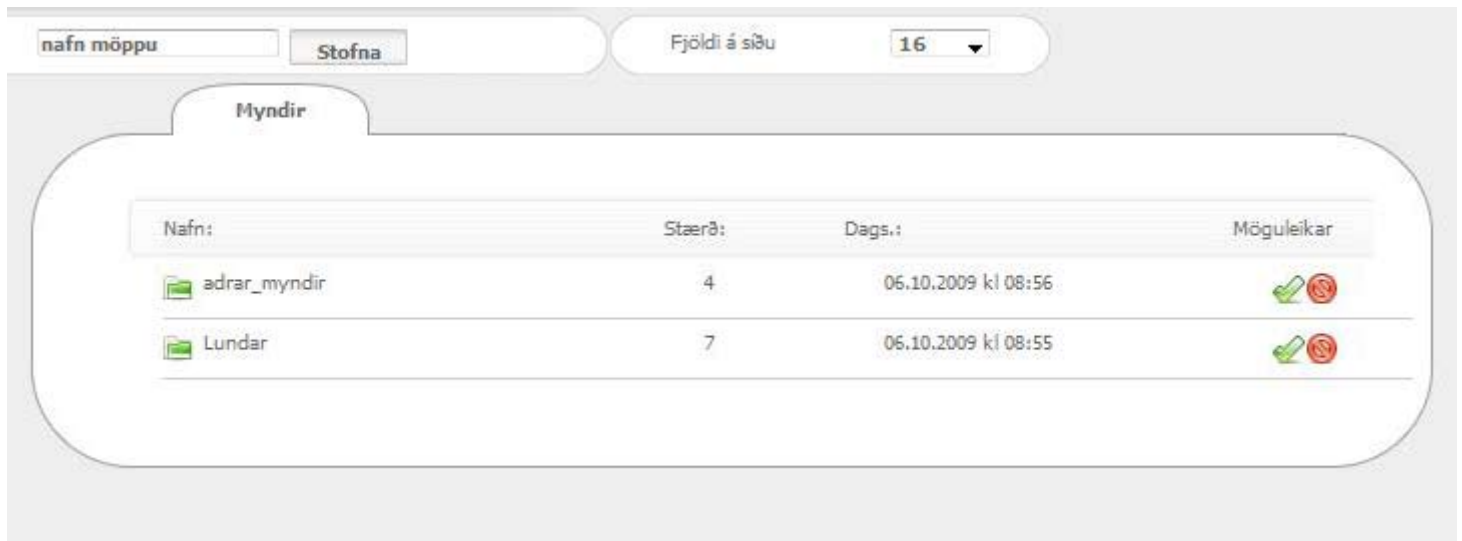 nafn möppu Stofna Fjöldi á síðu 16
Myndir
Nafn: Stærð: Dags.: Möguleikar
adrar_myndir 4 06.10.2009 kl 08:56
Lundar 7 06.10.2009 kl 08:55